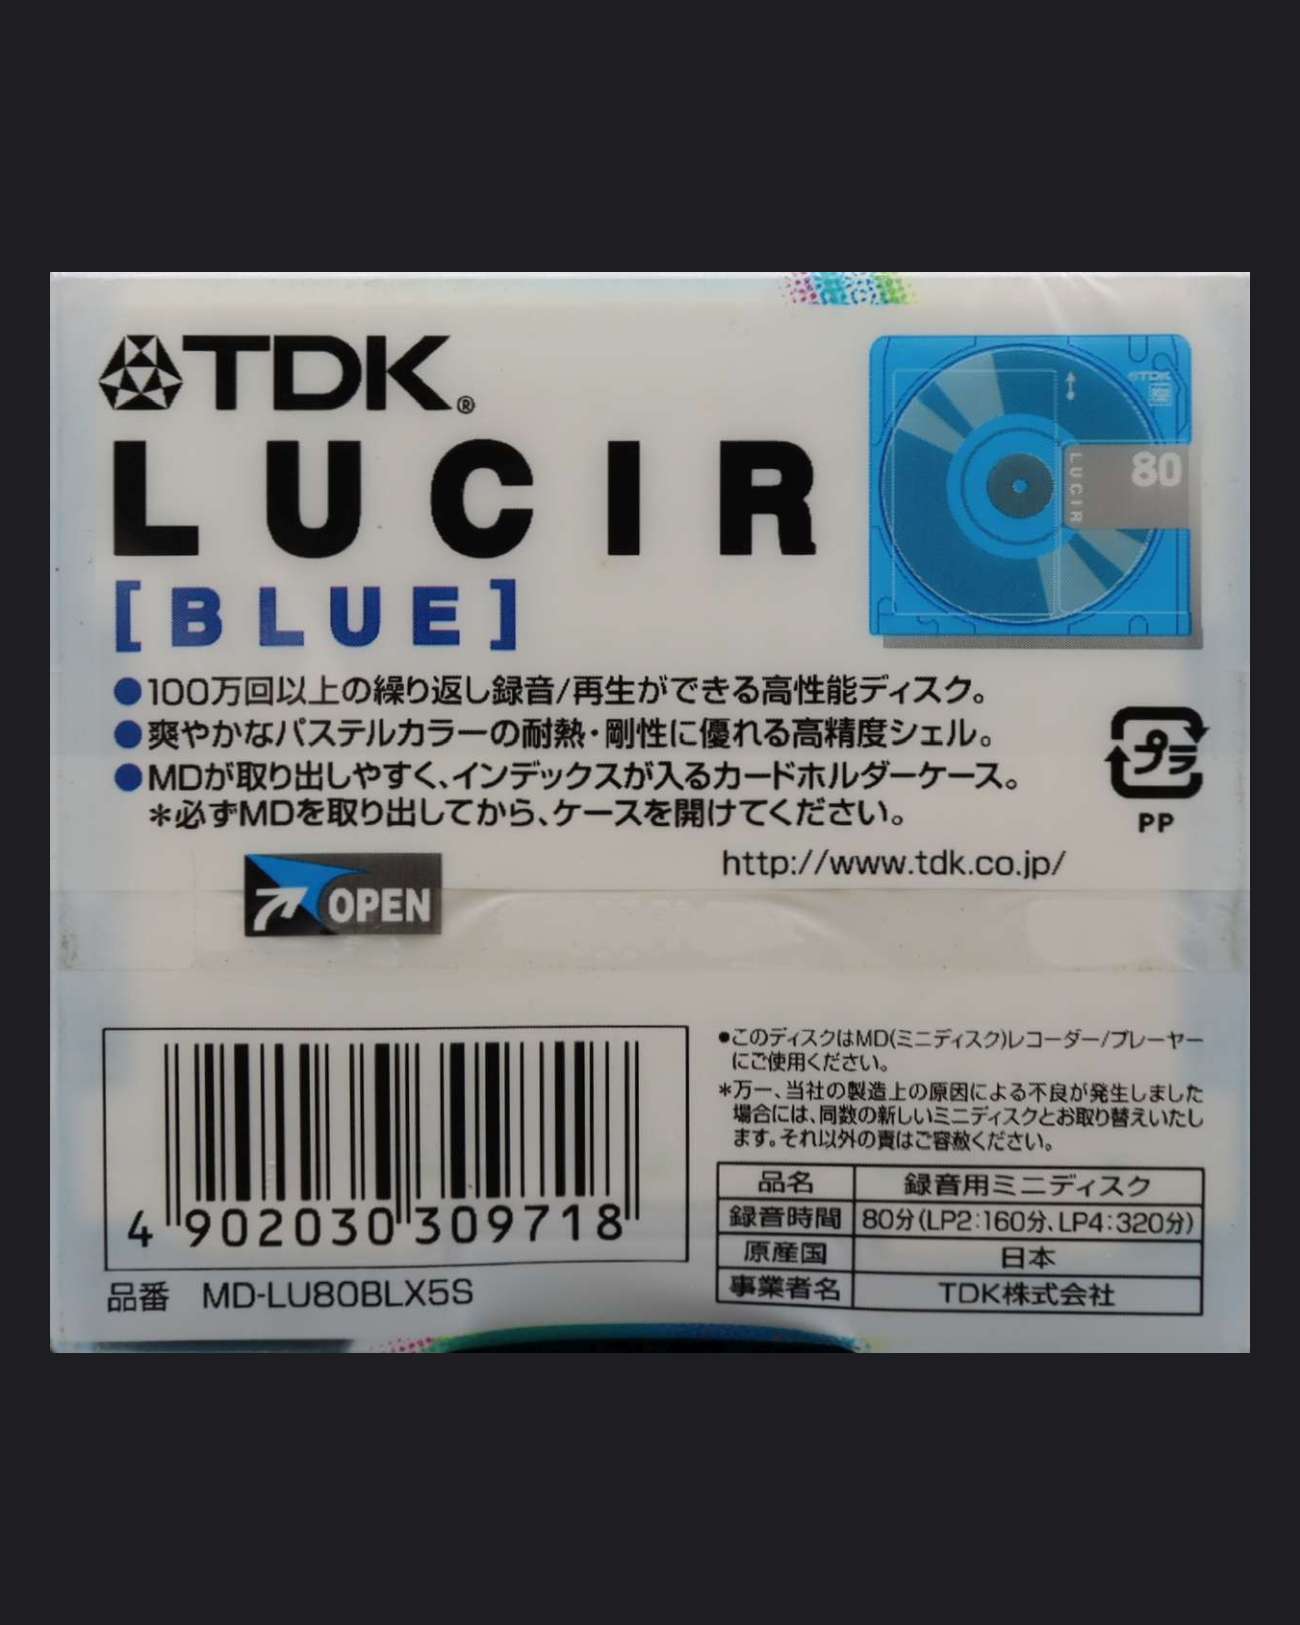 TDK®
LUCIR
[BLUE]
TDK
LUCIR
80
●100万回以上の繰り返し録音/再生ができる高性能ディスク。
●爽やかなパステルカラーの耐熱・剛性に優れる高精度シェル。
●MDが取り出しやすく、インデックスが入るカードホルダーケース。
＊必ずMDを取り出してから、ケースを開けてください。
プラ
PP
http://www.tdk.co.jp/
OPEN
4 902030 309718
品番 MD-LU80BLX5S
●このディスクはMD(ミニディスク)レコーダー/プレーヤー
にご使用ください。
＊万一、当社の製造上の原因による不良が発生しました
場合には、同数の新しいミニディスクとお取り替えいたし
ます。それ以外の責はご容赦ください。
品名 録音用ミニディスク
録音時間 80分(LP2:160分、LP4:320分)
原産国 日本
事業者名 TDK株式会社